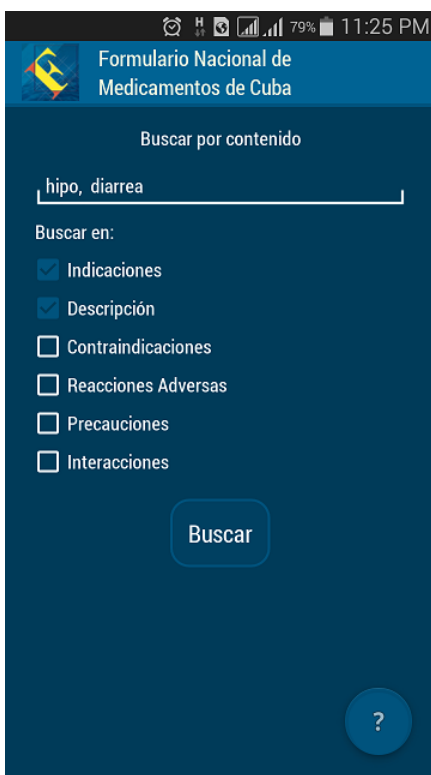 79% 11:25 PM
Formulario Nacional de
Medicamentos de Cuba
Buscar por contenido
hipo, diarrea
Buscar en:
Indicaciones
Descripción
Contraindicaciones
Reacciones Adversas
Precauciones
Interacciones
Buscar
?